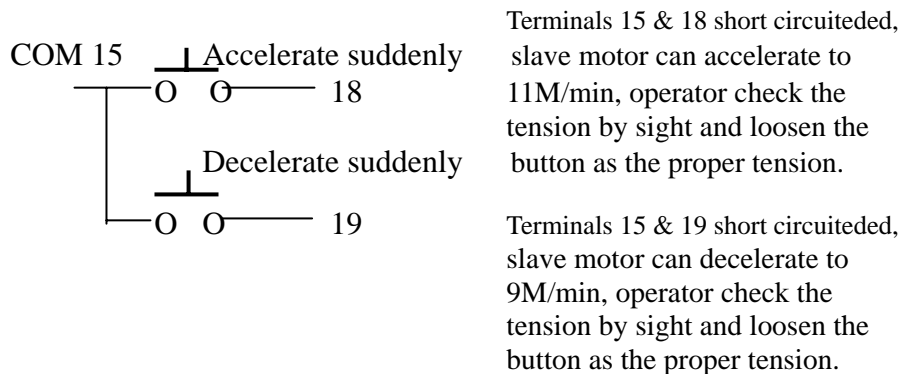 COM 15
Accelerate suddenly
O O 18
Decelerate suddenly
O O 19
Terminals 15 & 18 short circuiteded,
slave motor can accelerate to
11M/min, operator check the
tension by sight and loosen the
button as the proper tension.
Terminals 15 & 19 short circuiteded,
slave motor can decelerate to
9M/min, operator check the
tension by sight and loosen the
button as the proper tension.